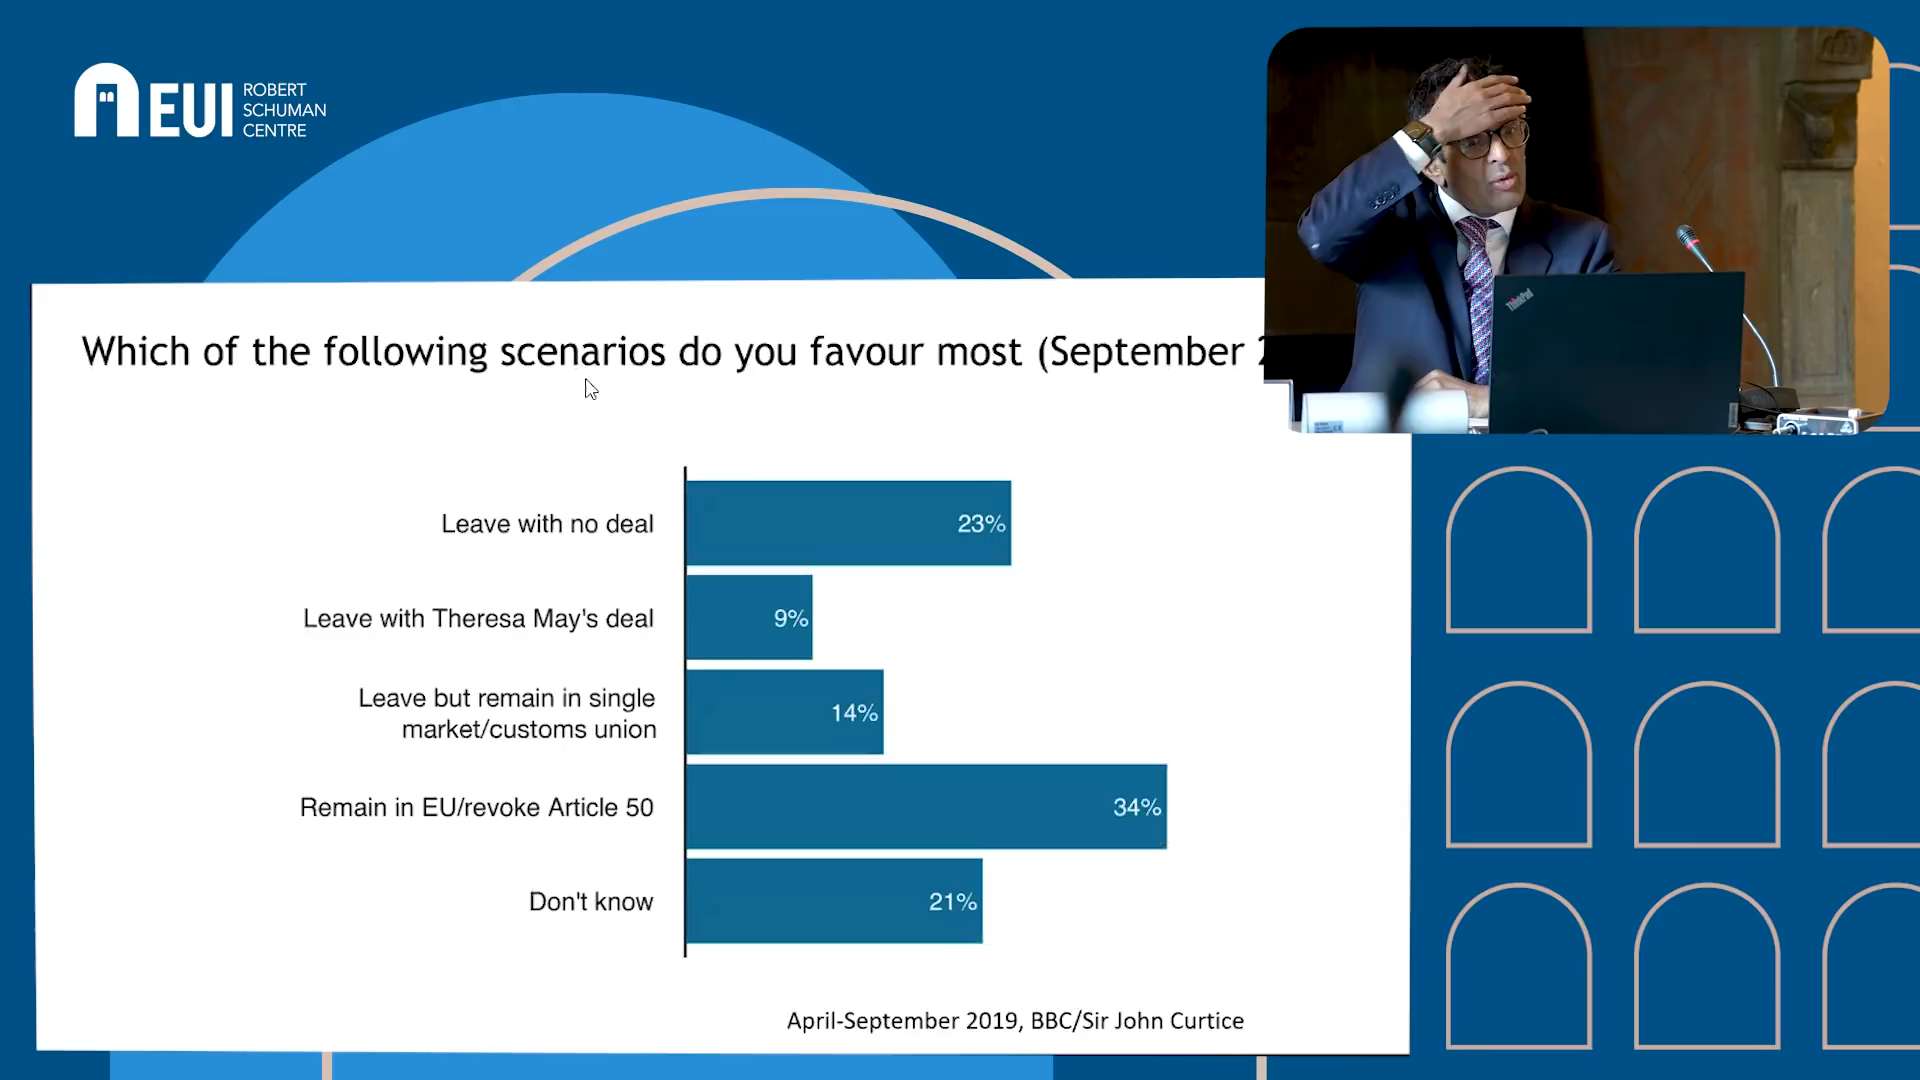 EUI
ROBERT
SCHUMAN
CENTRE
ThinkPad
Which of the following scenarios do you favour most (September
Leave with no deal
23%
Leave with Theresa May's deal
9%
Leave but remain in single
market/customs union
14%
Remain in EU/revoke Article 50
34%
Don't know
21%
April-September 2019, BBC/Sir John Curtice